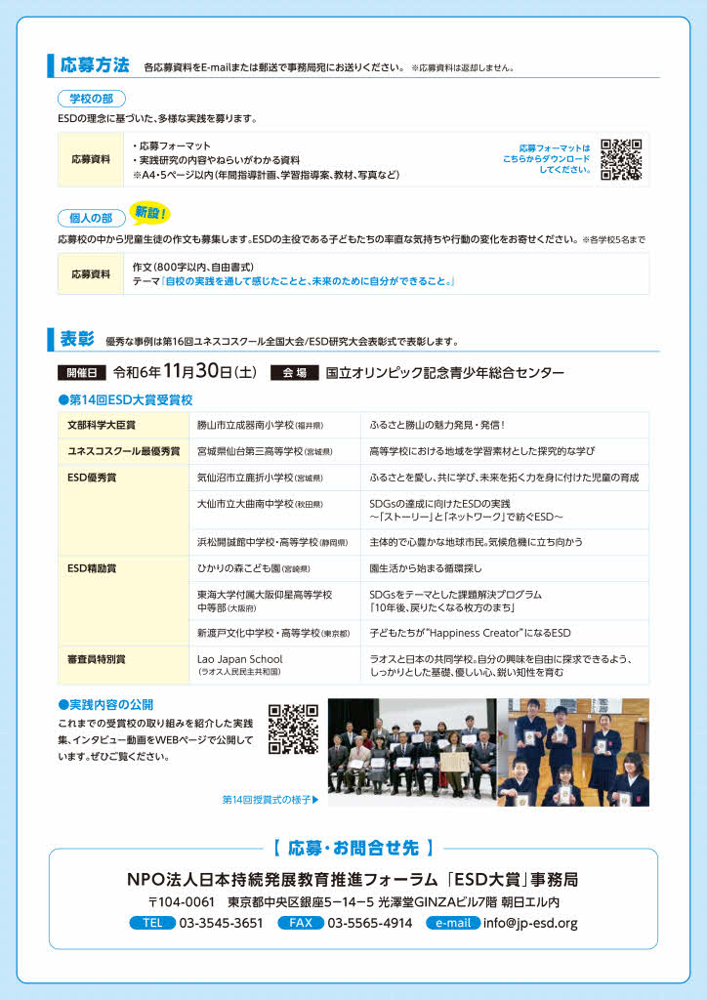 応募方法 各応募資料をE-mailまたは郵送で事務局宛にお送りください。 ※応募資料は返却しません。
学校の部
ESDの理念に基づいた、多様な実践を募ります。
応募資料
・応募フォーマット
・実践研究の内容やねらいがわかる資料
※A4・5ページ以内（年間指導計画、学習指導案、教材、写真など）
応募フォーマットは
こちらからダウンロード
してください。
個人の部 新設！
応募校の中から児童生徒の作文も募集します。ESDの主役である子どもたちの率直な気持ちや行動の変化をお寄せください。 ※各学校5名まで
応募資料
作文（800字以内、自由書式）
テーマ『自校の実践を通して感じたことと、未来のために自分ができること。』
表彰 優秀な事例は第16回ユネスコスクール全国大会/ESD研究大会表彰式で表彰します。
開催日 令和6年11月30日（土） 会場 国立オリンピック記念青少年総合センター
●第14回ESD大賞受賞校
文部科学大臣賞 勝山市立成器南小学校（福井県） ふるさと勝山の魅力発見・発信！
ユネスコスクール最優秀賞 宮城県仙台第三高等学校（宮城県） 高等学校における地域を学習素材とした探究的な学び
ESD優秀賞 気仙沼市立鹿折小学校（宮城県） ふるさとを愛し、共に学び、未来を拓く力を身に付けた児童の育成
大仙市立大曲南中学校（秋田県） SDGsの達成に向けたESDの実践
～「ストーリー」と「ネットワーク」で紡ぐESD～
浜松開誠館中学校・高等学校（静岡県） 主体的で心豊かな地球市民。気候危機に立ち向かう
ESD精励賞 ひかりの森こども園（宮崎県） 園生活から始まる循環探し
東海大学付属大阪仰星高等学校
中等部（大阪府）
SDGsをテーマとした課題解決プログラム
「10年後、戻りたくなる枚方のまち」
新渡戸文化中学校・高等学校（東京都） 子どもたちが“Happiness Creator”になるESD
審査員特別賞 Lao Japan School
（ラオス人民民主共和国）
ラオスと日本の共同学校。自分の興味を自由に探求できるよう、
しっかりとした基礎、優しい心、鋭い知性を育む
●実践内容の公開
これまでの受賞校の取り組みを紹介した実践
集、インタビュー動画をWEBページで公開して
います。ぜひご覧ください。
第14回授賞式の様子▶
【 応募・お問合せ先 】
NPO法人日本持続発展教育推進フォーラム 「ESD大賞」事務局
〒104-0061 東京都中央区銀座5－14－5 光澤堂GINZAビル7階 朝日エル内
TEL 03-3545-3651 FAX 03-5565-4914 e-mail info@jp-esd.org